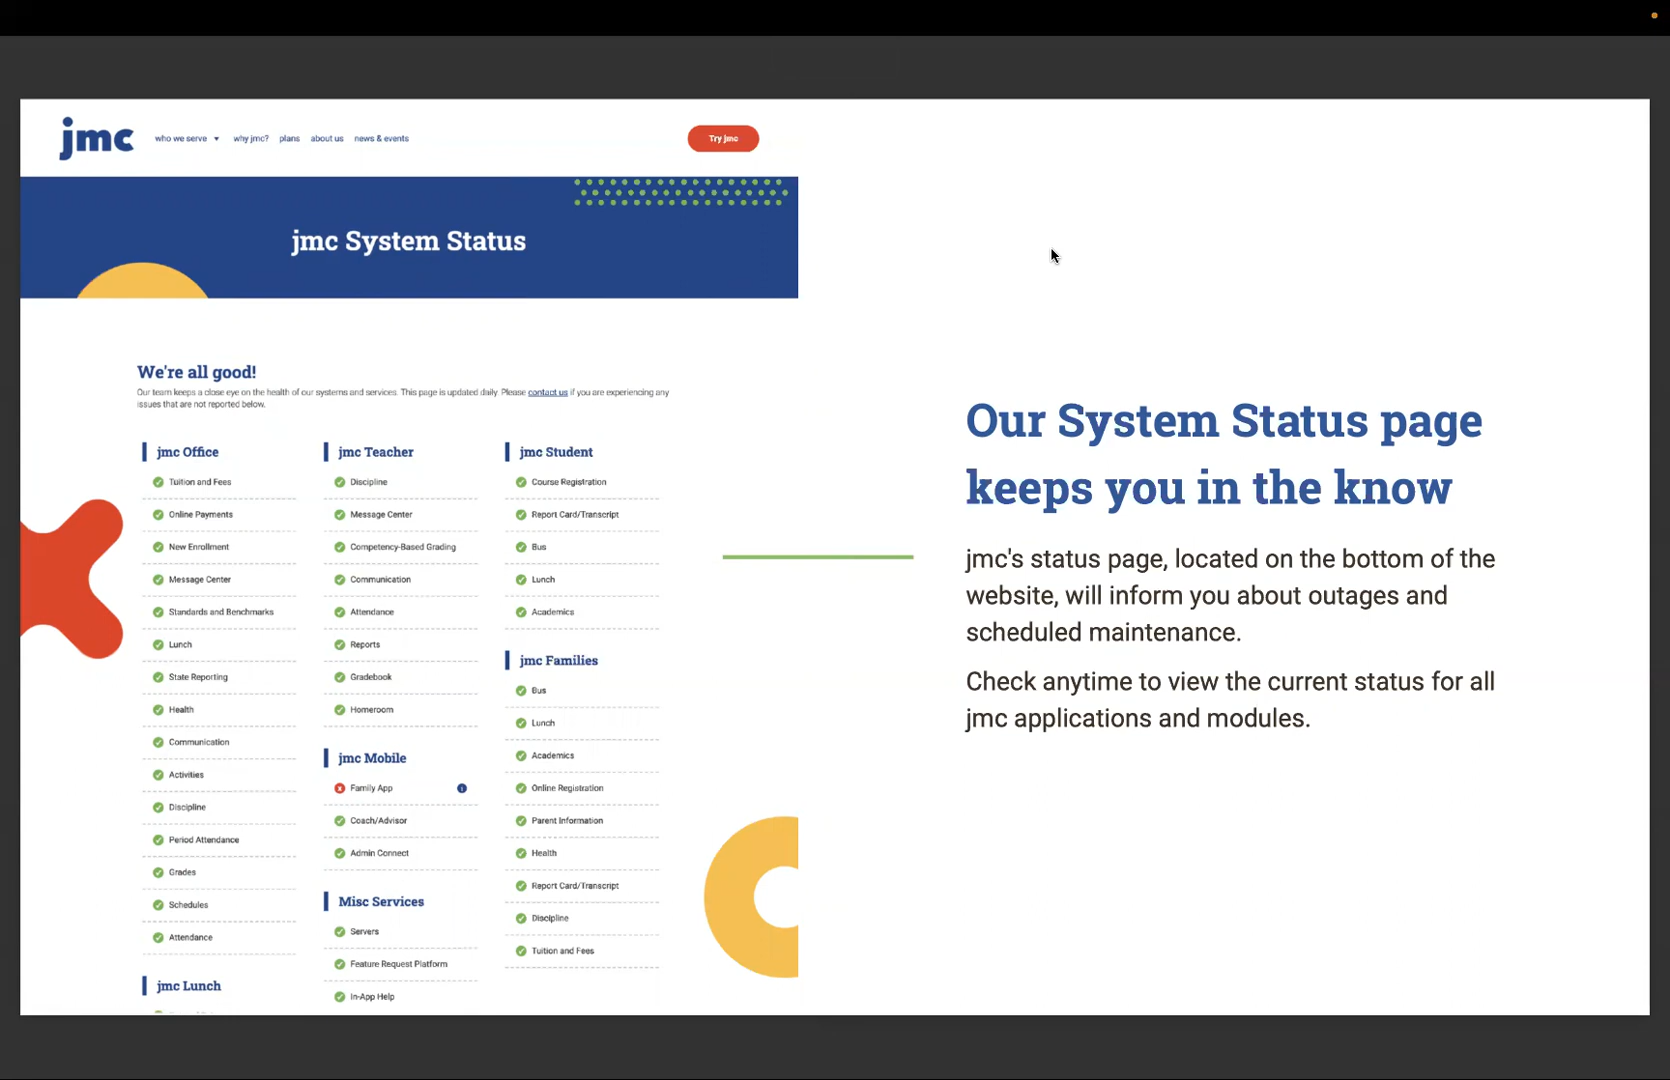 jmc
who we serve
why jmc?
plans
about us
news & events
Try jmc
jmc System Status
We're all good!
Our team keeps a close eye on the health of our systems and services. This page is updated daily. Please contact us if you are experiencing any
issues that are not reported below.
jmc Office
Tuition and Fees
Online Payments
New Enrollment
Message Center
Standards and Benchmarks
Lunch
State Reporting
Health
Communication
Activities
Discipline
Period Attendance
Grades
Schedules
Attendance
jmc Lunch
jmc Teacher
Discipline
Message Center
Competency-Based Grading
Communication
Attendance
Reports
Gradebook
Homeroom
jmc Mobile
Family App
Coach/Advisor
Admin Connect
Misc Services
Servers
Feature Request Platform
In-App Help
jmc Student
Course Registration
Report Card/Transcript
Bus
Lunch
Academics
jmc Families
Bus
Lunch
Academics
Online Registration
Parent Information
Health
Report Card/Transcript
Discipline
Tuition and Fees
Our System Status page
keeps you in the know
jmc's status page, located on the bottom of the
website, will inform you about outages and
scheduled maintenance.
Check anytime to view the current status for all
jmc applications and modules.